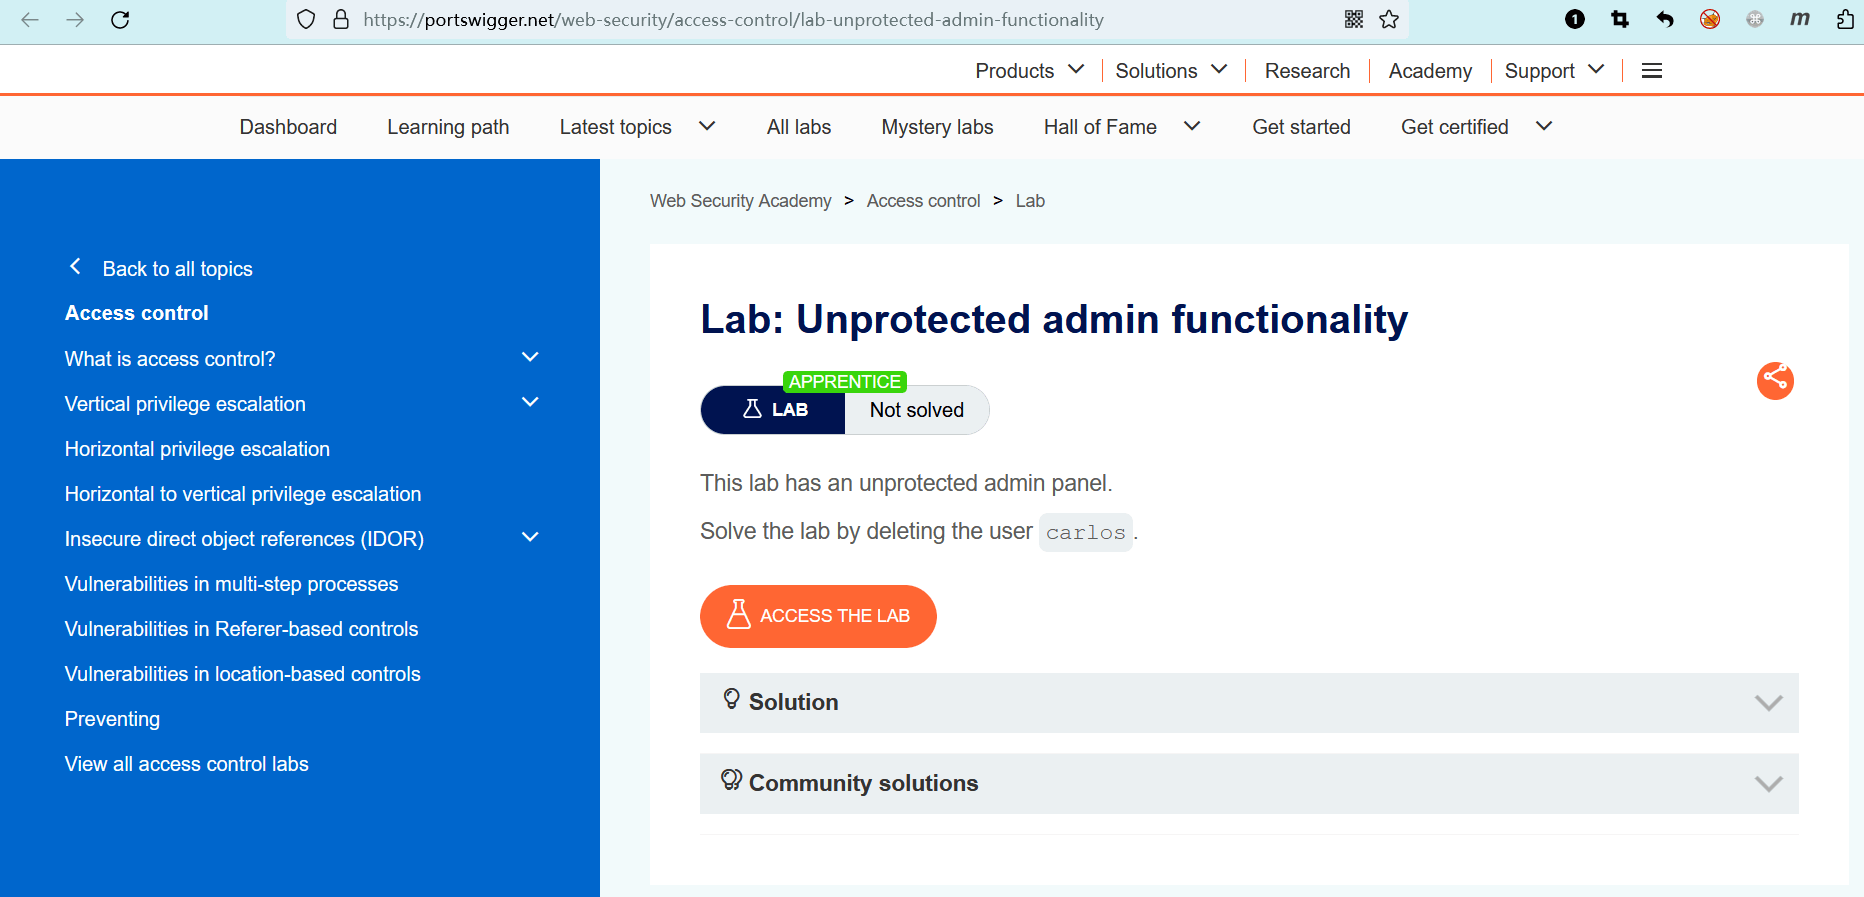 https://portswigger.net/web-security/access-control/lab-unprotected-admin-functionality
1
m
Products
Solutions
Research
Academy
Support
Dashboard
Learning path
Latest topics
All labs
Mystery labs
Hall of Fame
Get started
Get certified
Back to all topics
Access control
What is access control?
Vertical privilege escalation
Horizontal privilege escalation
Horizontal to vertical privilege escalation
Insecure direct object references (IDOR)
Vulnerabilities in multi-step processes
Vulnerabilities in Referer-based controls
Vulnerabilities in location-based controls
Preventing
View all access control labs
Web Security Academy > Access control > Lab
Lab: Unprotected admin functionality
APPRENTICE
LAB Not solved
This lab has an unprotected admin panel.
Solve the lab by deleting the user carlos.
ACCESS THE LAB
Solution
Community solutions